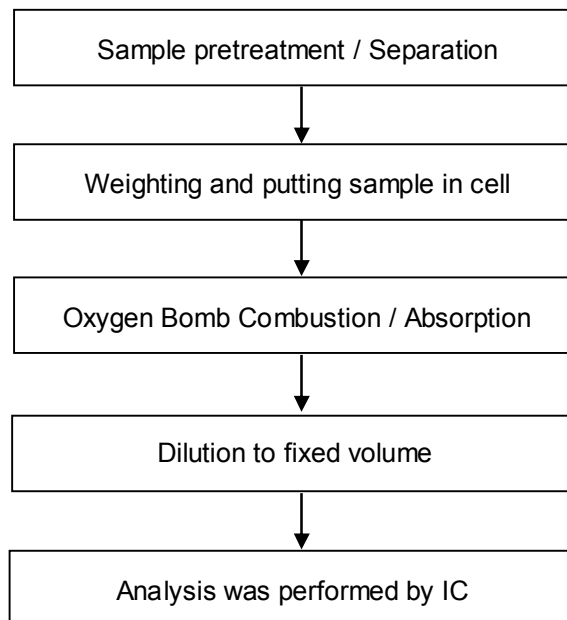 Sample pretreatment / Separation
Weighting and putting sample in cell
Oxygen Bomb Combustion / Absorption
Dilution to fixed volume
Analysis was performed by IC